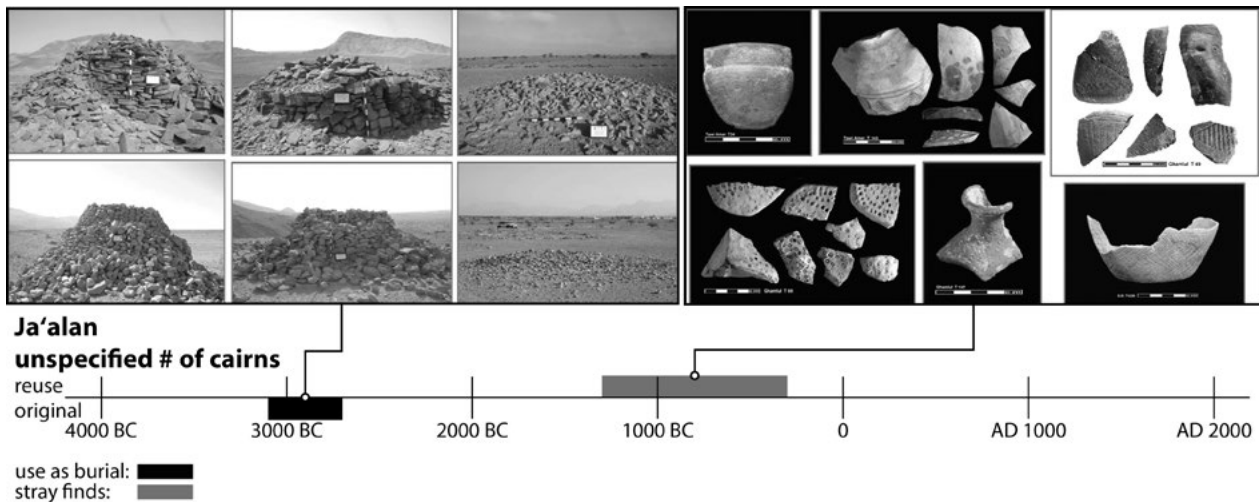 Ja‘alan
unspecified # of cairns
reuse
original
4000 BC 3000 BC 2000 BC 1000 BC 0 AD 1000 AD 2000
use as burial:
stray finds: